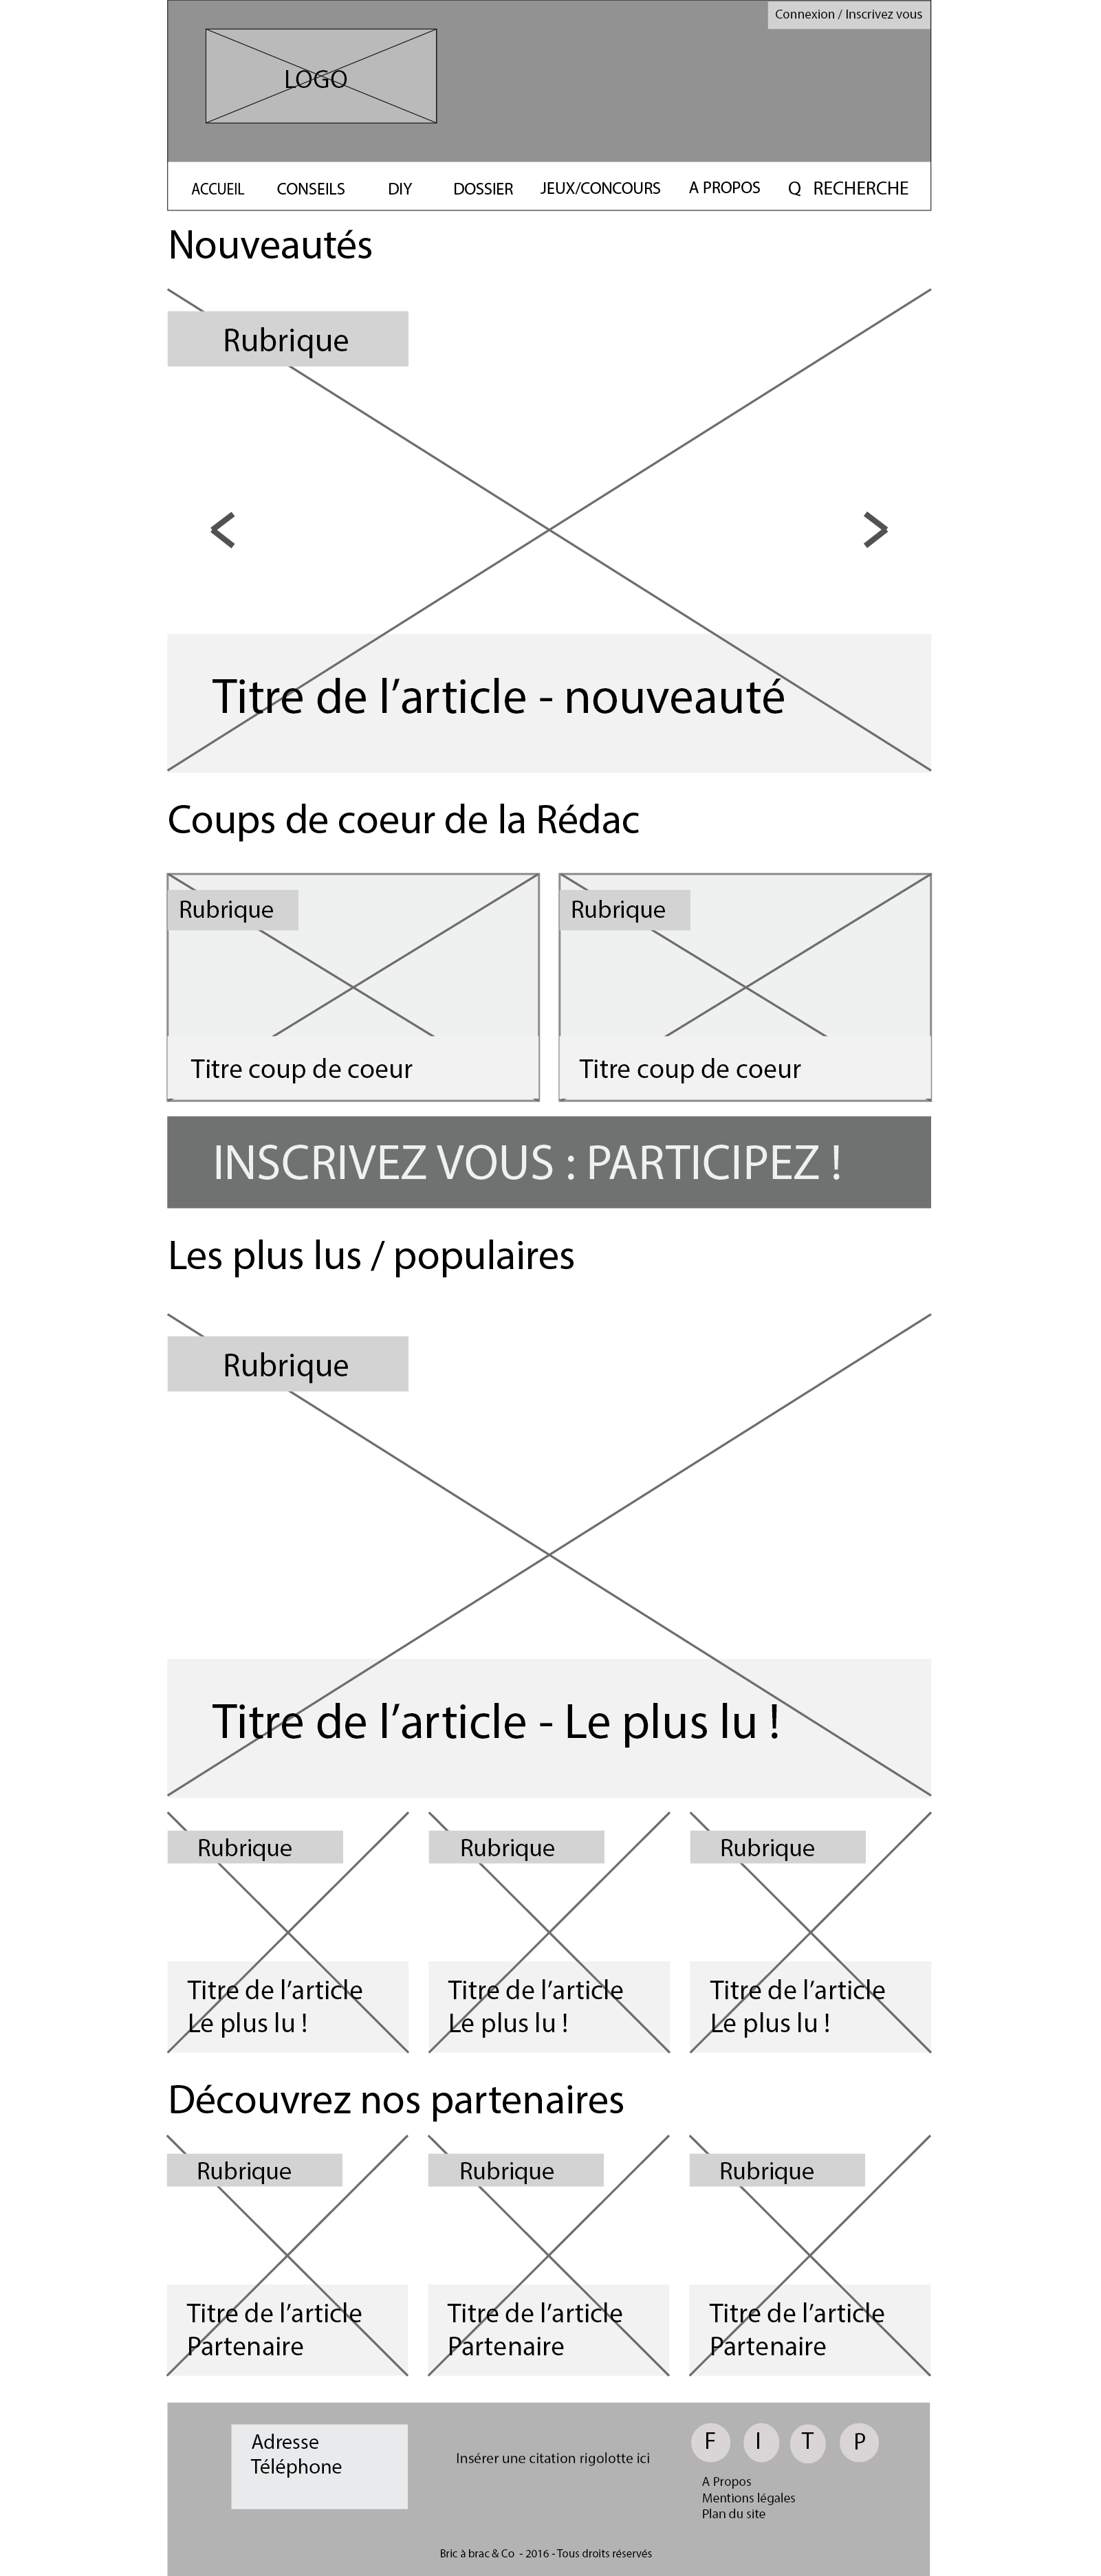 Connexion / Inscrivez vous
LOGO
ACCUEIL CONSEILS DIY DOSSIER JEUX/CONCOURS A PROPOS Q RECHERCHE
Nouveautés
Rubrique
< >
Titre de l’article - nouveauté
Coups de coeur de la Rédac
Rubrique Rubrique
Titre coup de coeur Titre coup de coeur
INSCRIVEZ VOUS : PARTICIPEZ !
Les plus lus / populaires
Rubrique
Titre de l’article - Le plus lu !
Rubrique Rubrique Rubrique
Titre de l’article Titre de l’article Titre de l’article
Le plus lu ! Le plus lu ! Le plus lu !
Découvrez nos partenaires
Rubrique Rubrique Rubrique
Titre de l’article Titre de l’article Titre de l’article
Partenaire Partenaire Partenaire
Adresse
Téléphone
Insérer une citation rigolotte ici
F I T P
A Propos
Mentions légales
Plan du site
Bric à brac & Co - 2016 - Tous droits réservés